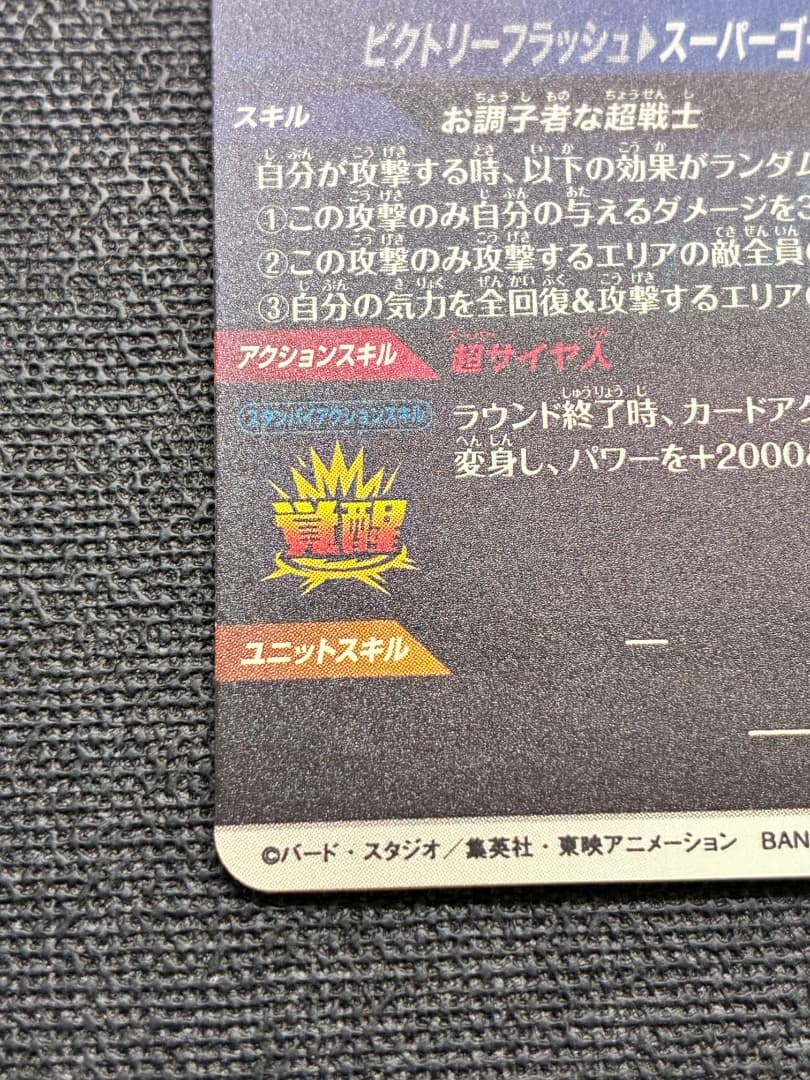 ビクトリーフラッシュ▶スーパーゴ
スキル お調子者な超戦士
自分が攻撃する時、以下の効果がランダム
①この攻撃のみ自分の与えるダメージを
②この攻撃のみ攻撃するエリアの敵全員の
③自分の気力を全回復&攻撃するエリアの
アクションスキル 超サイヤ人
スタンバイアクションスキル ラウンド終了時、カードアク
変身し、パワーを+2000&
覚醒
ユニットスキル —
©バード・スタジオ／集英社・東映アニメーション BAN